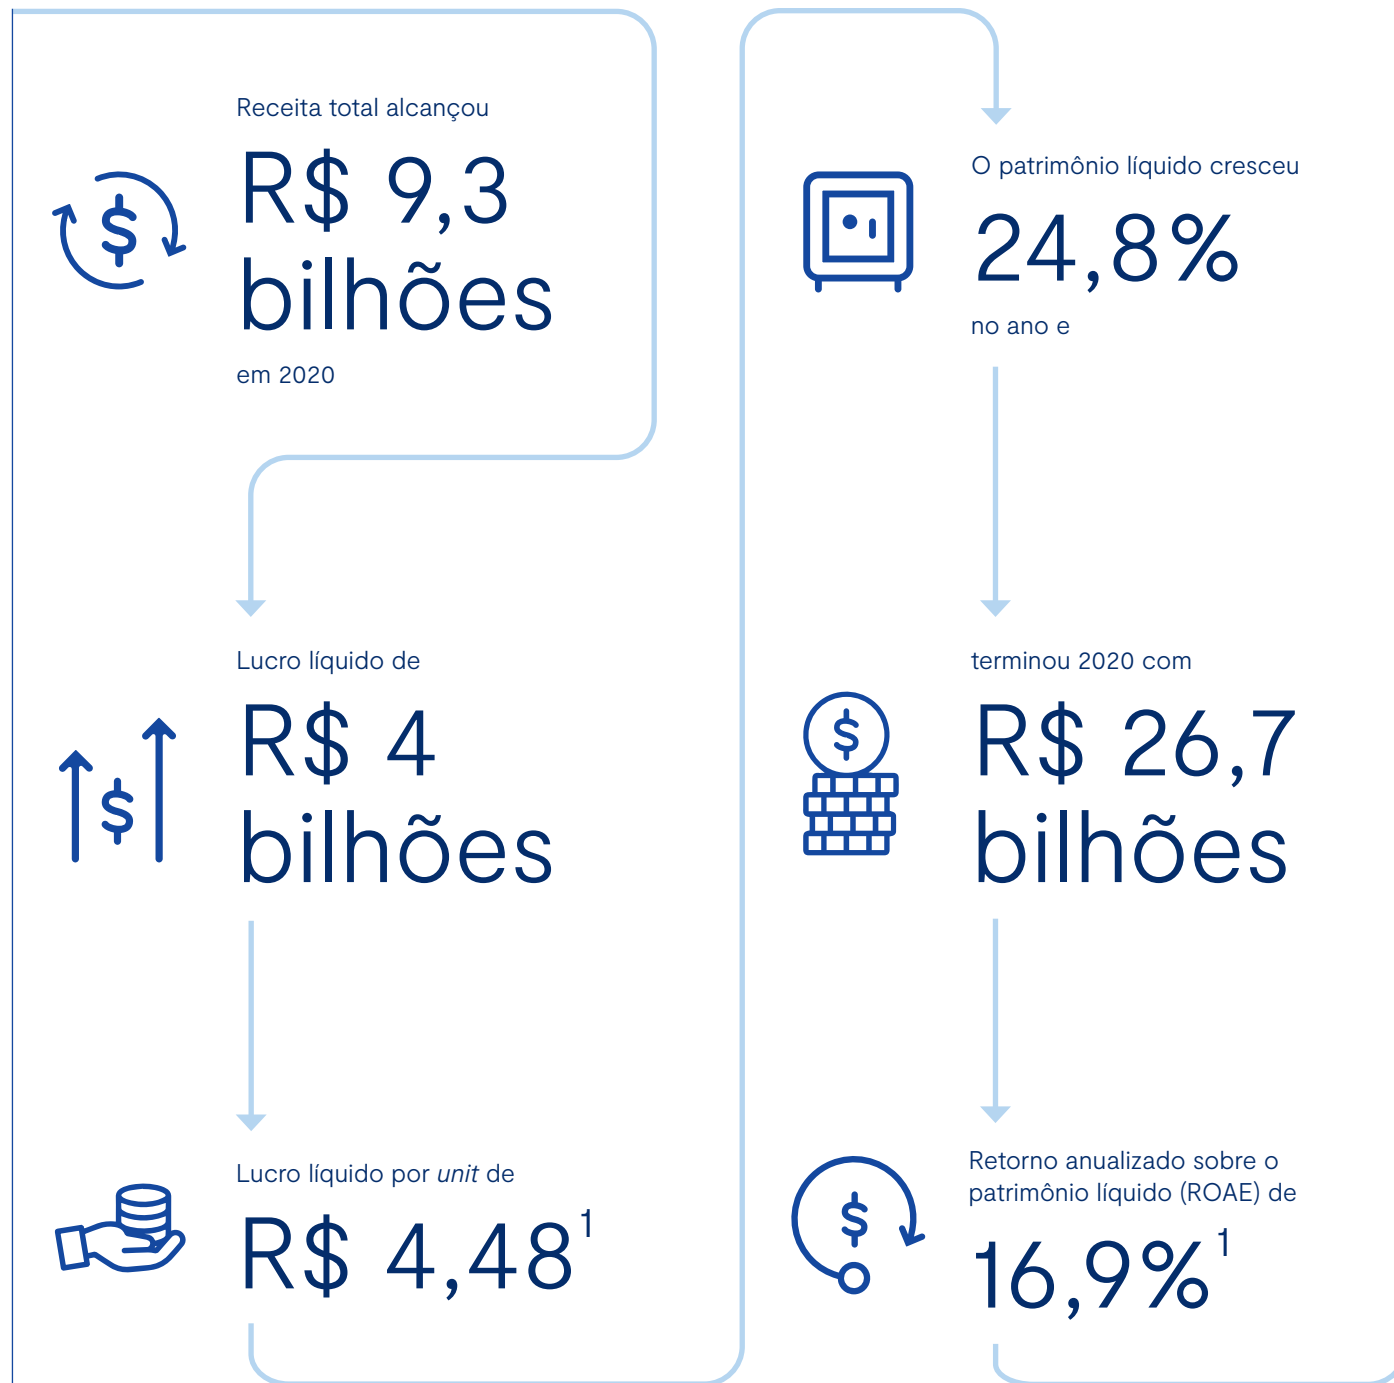 Receita total alcançou
R$ 9,3
bilhões
em 2020
Lucro líquido de
R$ 4
bilhões
Lucro líquido por unit de
R$ 4,48¹
O patrimônio líquido cresceu
24,8%
no ano e
terminou 2020 com
R$ 26,7
bilhões
Retorno anualizado sobre o
patrimônio líquido (ROAE) de
16,9%¹